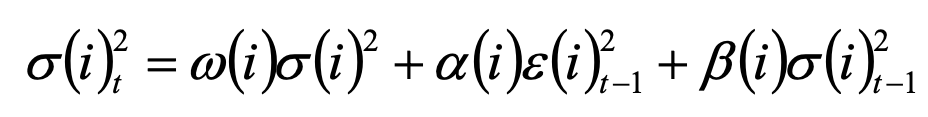 σ(i)²ₜ = ω(i)σ(i)² + α(i)ε(i)²ₜ₋₁ + β(i)σ(i)²ₜ₋₁